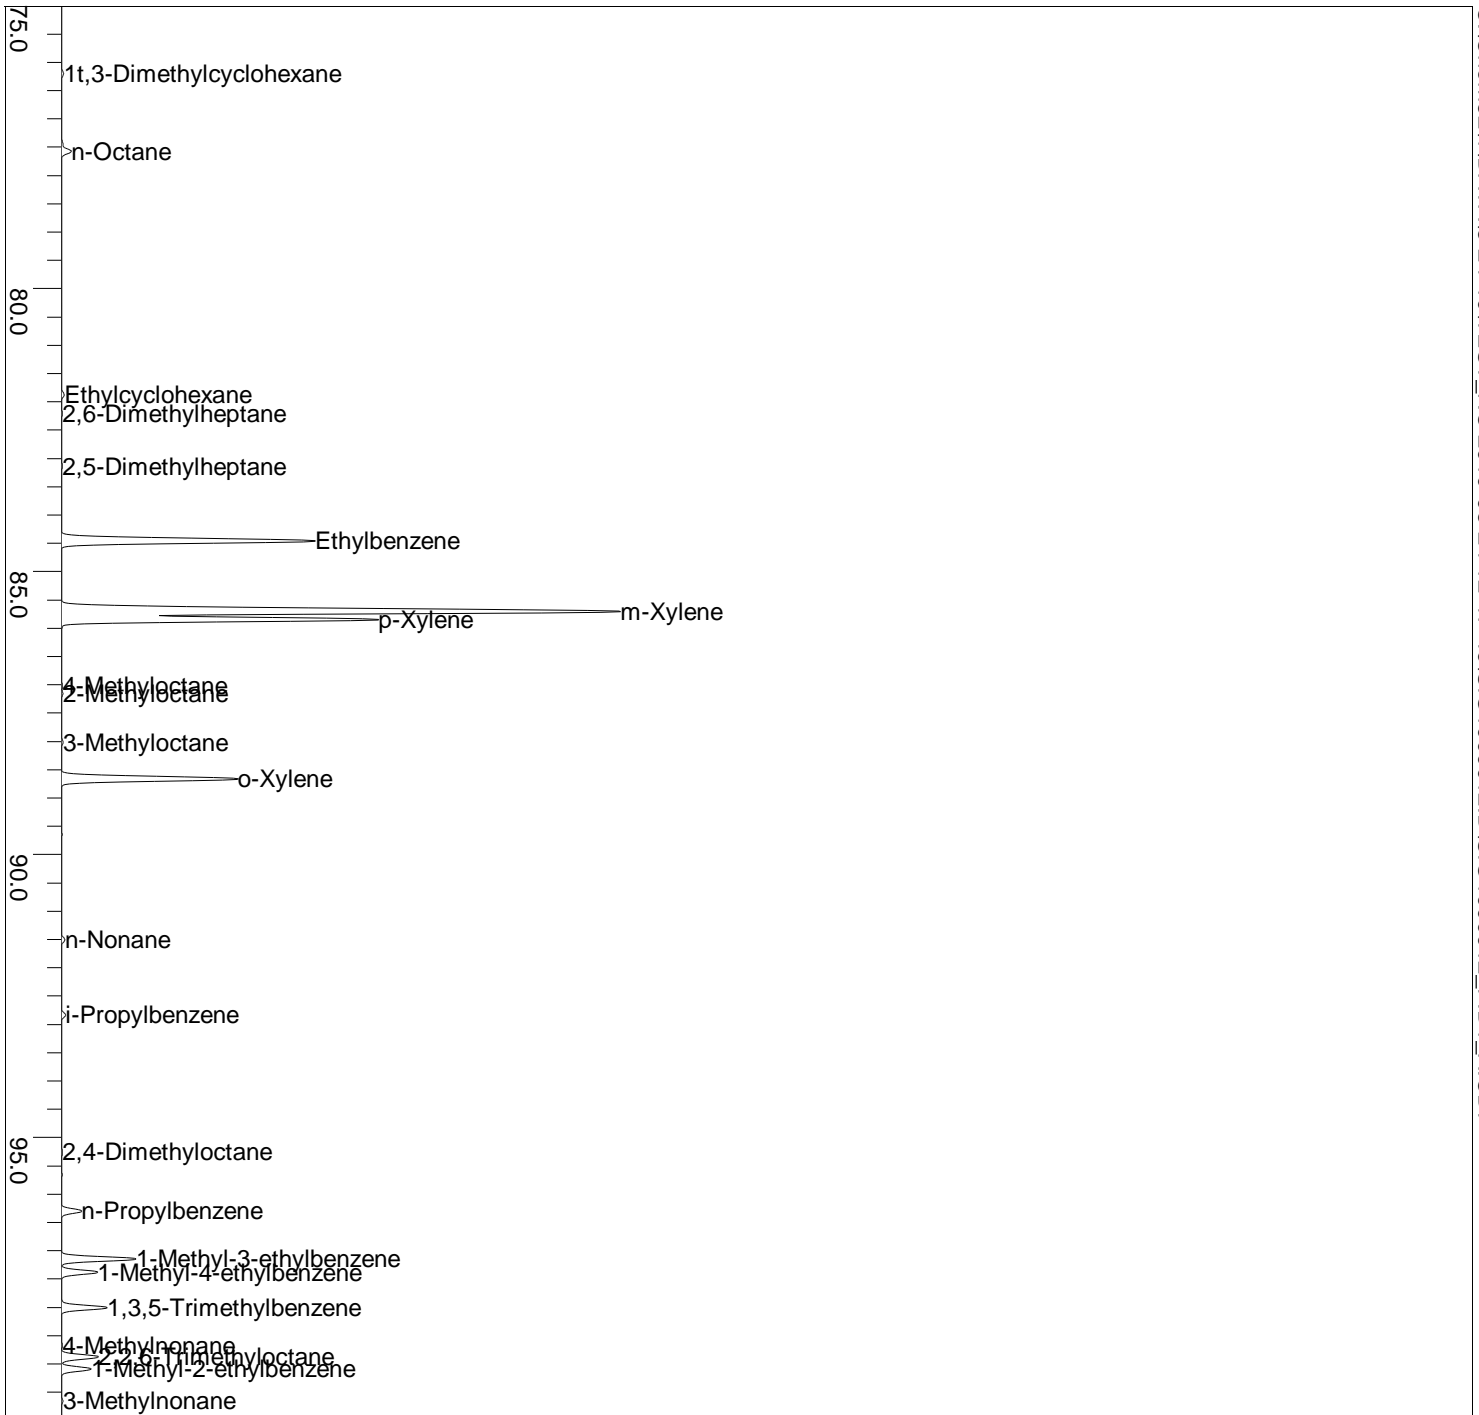 75.0
1t,3-Dimethylcyclohexane
n-Octane
80.0
Ethylcyclohexane
2,6-Dimethylheptane
2,5-Dimethylheptane
Ethylbenzene
85.0
m-Xylene
p-Xylene
4-Methyloctane
2-Methyloctane
3-Methyloctane
o-Xylene
90.0
n-Nonane
i-Propylbenzene
95.0
2,4-Dimethyloctane
n-Propylbenzene
1-Methyl-3-ethylbenzene
1-Methyl-4-ethylbenzene
1,3,5-Trimethylbenzene
4-Methylnonane
2,2,6-Trimethyloctane
1-Methyl-2-ethylbenzene
3-Methylnonane